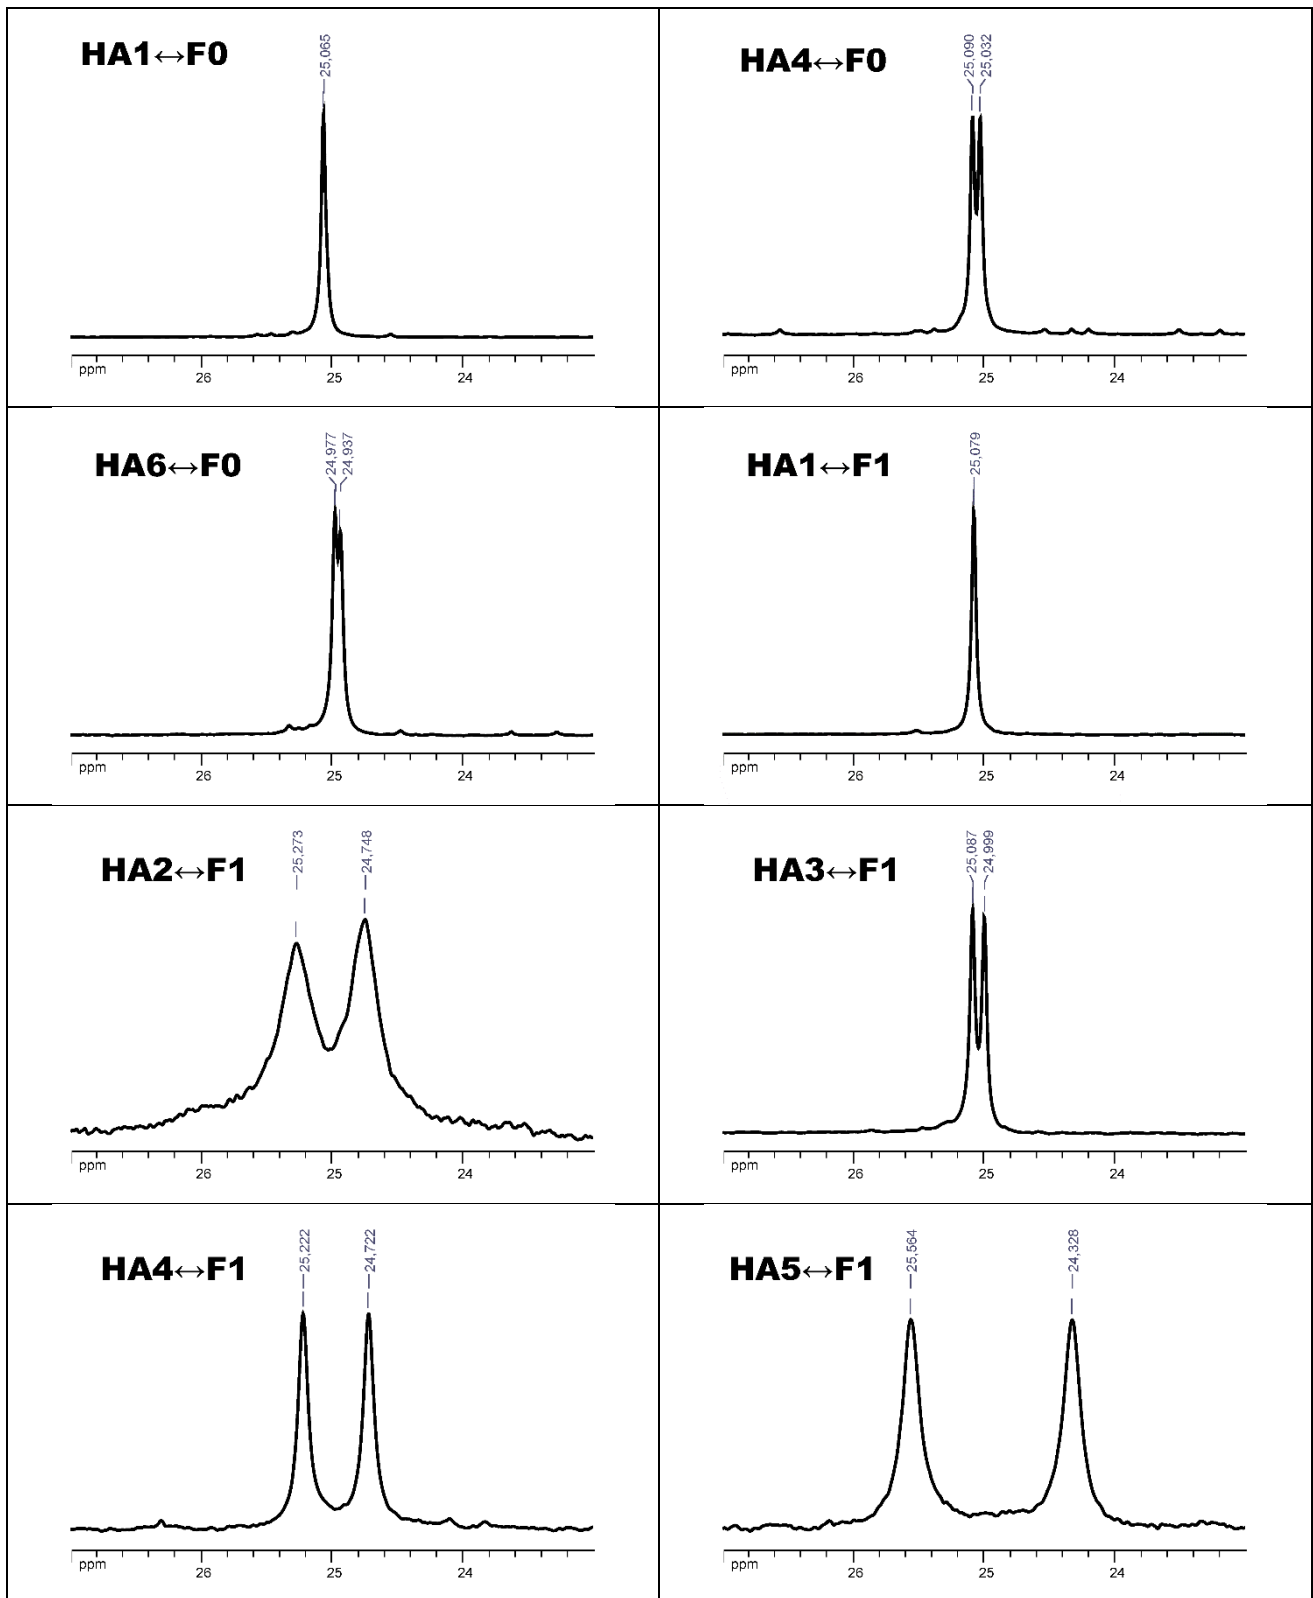 HA1↔F0
25,065
ppm 26 25 24
HA4↔F0
25,090
25,032
ppm 26 25 24
HA6↔F0
24,977
24,937
ppm 26 25 24
HA1↔F1
25,079
ppm 26 25 24
HA2↔F1
25,273
24,748
ppm 26 25 24
HA3↔F1
25,087
24,999
ppm 26 25 24
HA4↔F1
25,222
24,722
ppm 26 25 24
HA5↔F1
25,564
24,328
ppm 26 25 24